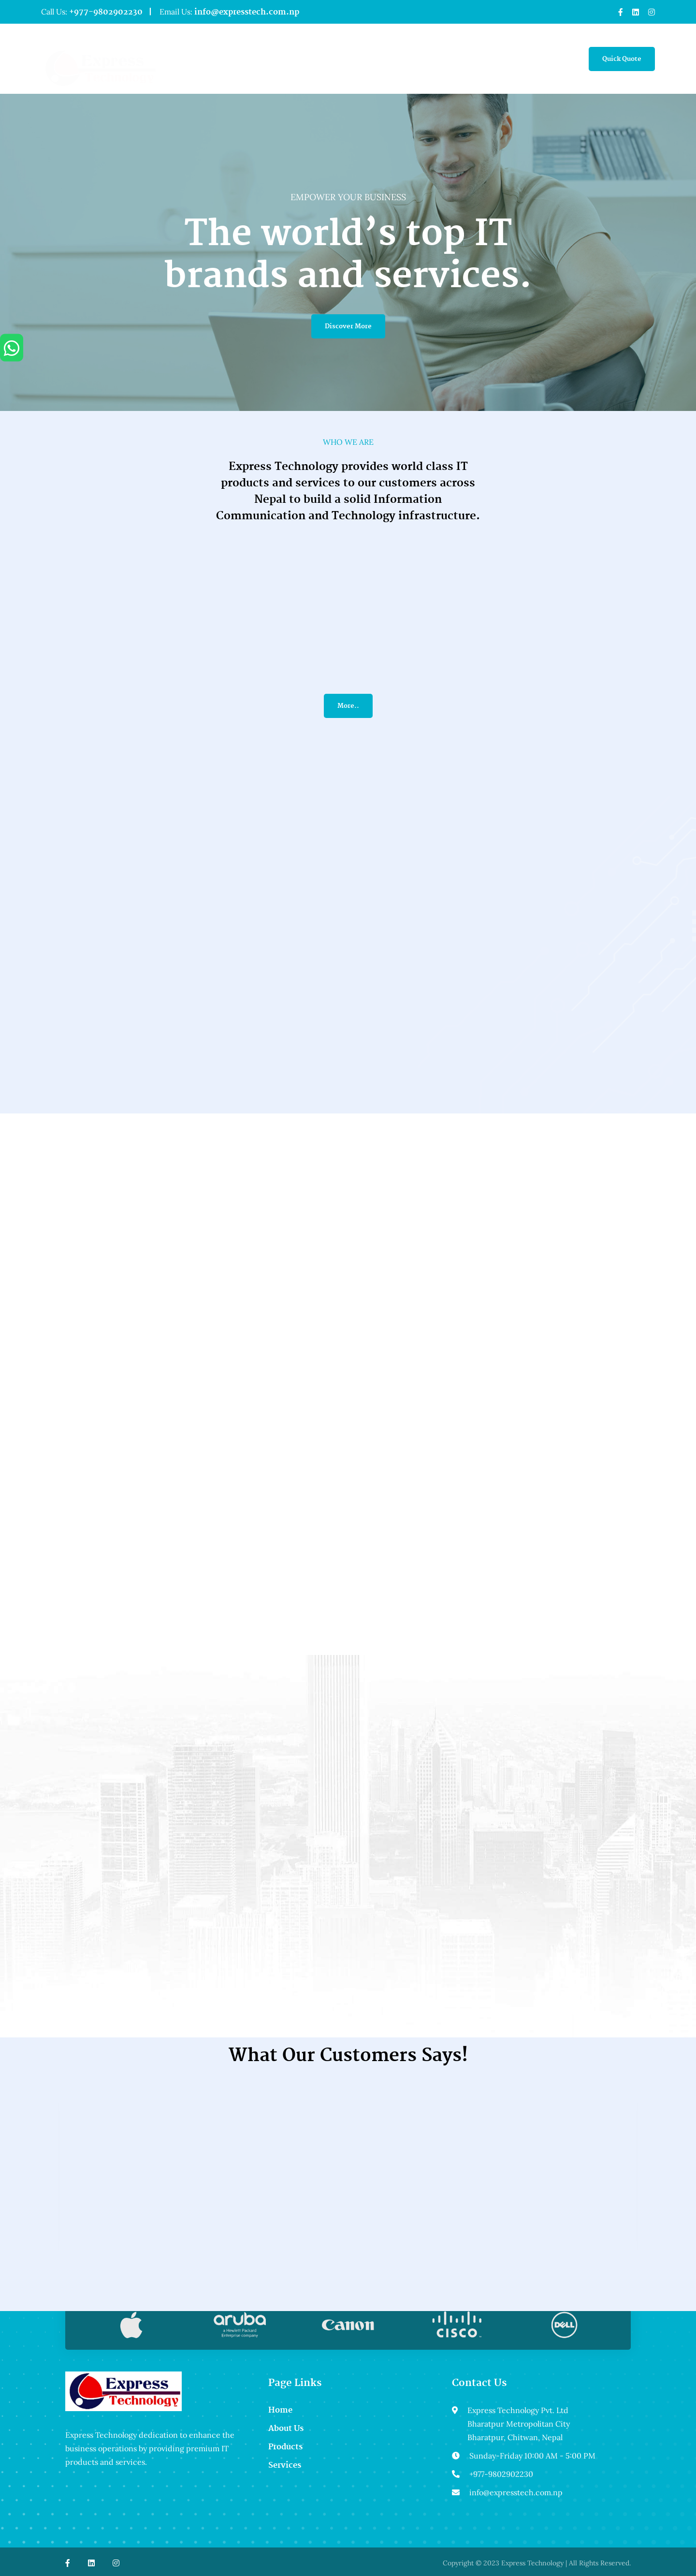 Call Us: +977-9802902230 | Email Us: info@expresstech.com.np
Quick Quote
EMPOWER YOUR BUSINESS
The world's top IT
brands and services.
Discover More
WHO WE ARE
Express Technology provides world class IT
products and services to our customers across
Nepal to build a solid Information
Communication and Technology infrastructure.
More..
What Our Customers Says!
aruba
a Hewlett Packard
Enterprise company
Canon
CISCO
DELL
Express
Technology
Express Technology dedication to enhance the
business operations by providing premium IT
products and services.
Page Links
Home
About Us
Products
Services
Contact Us
Express Technology Pvt. Ltd
Bharatpur Metropolitan City
Bharatpur, Chitwan, Nepal
Sunday-Friday 10:00 AM - 5:00 PM
+977-9802902230
info@expresstech.com.np
Copyright © 2023 Express Technology | All Rights Reserved.